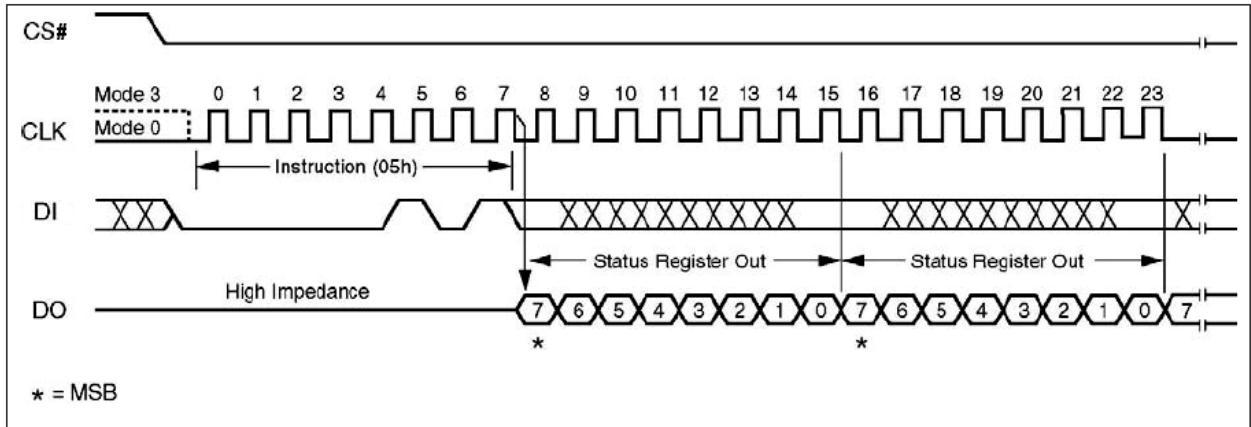 CS#
Mode 3 0 1 2 3 4 5 6 7 8 9 10 11 12 13 14 15 16 17 18 19 20 21 22 23
CLK Mode 0
Instruction (05h)
DI
Status Register Out Status Register Out
High Impedance
DO 7 6 5 4 3 2 1 0 7 6 5 4 3 2 1 0 7
* *
* = MSB